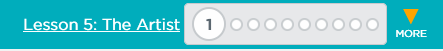 Lesson 5: The Artist 1
MORE